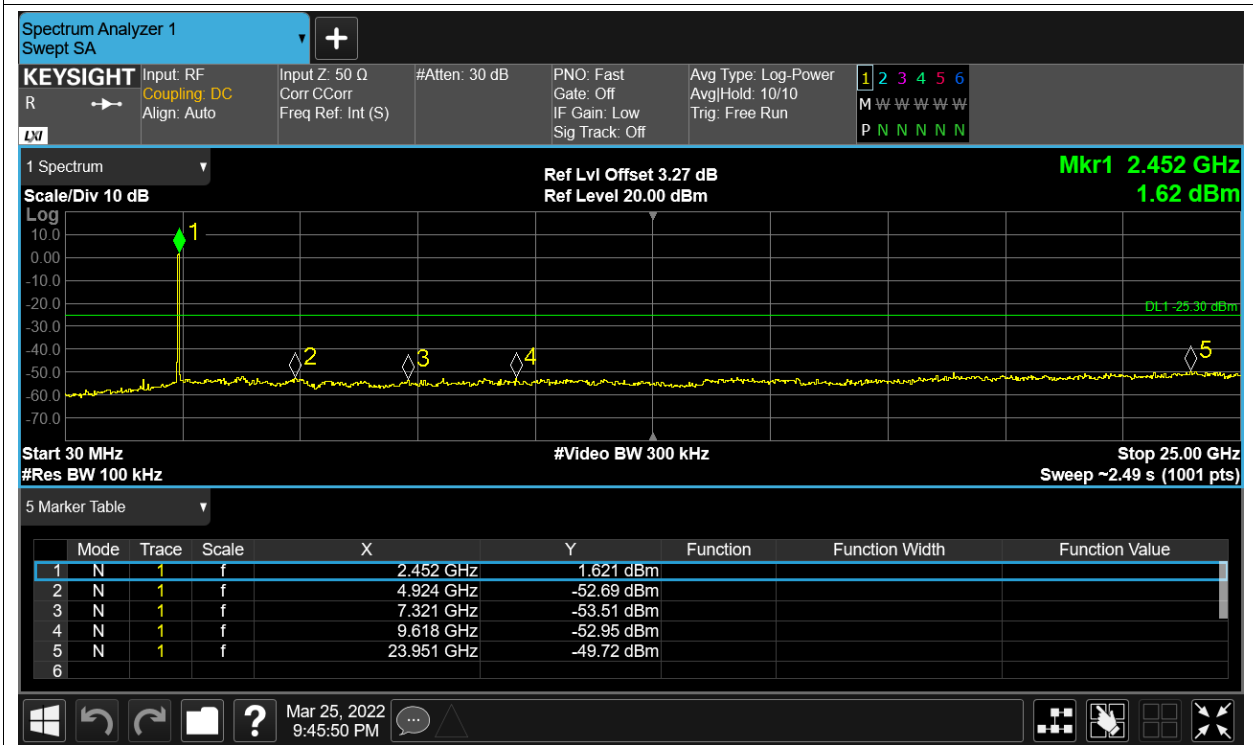 Spectrum Analyzer 1
Swept SA
+
KEYSIGHT
R
LXI
Input: RF
Coupling: DC
Align: Auto
Input Z: 50 Ω
Corr CCorr
Freq Ref: Int (S)
#Atten: 30 dB
PNO: Fast
Gate: Off
IF Gain: Low
Sig Track: Off
Avg Type: Log-Power
Avg|Hold: 10/10
Trig: Free Run
1 2 3 4 5 6
M W W W W W
P N N N N N
1 Spectrum
Scale/Div 10 dB
Ref Lvl Offset 3.27 dB
Ref Level 20.00 dBm
Mkr1 2.452 GHz
1.62 dBm
Log
10.0
0.00
-10.0
-20.0
-30.0
-40.0
-50.0
-60.0
-70.0
1
2
3
4
5
DL1 -25.30 dBm
Start 30 MHz
#Res BW 100 kHz
#Video BW 300 kHz
Stop 25.00 GHz
Sweep ~2.49 s (1001 pts)
5 Marker Table
Mode Trace Scale X Y Function Function Width Function Value
1 N 1 f 2.452 GHz 1.621 dBm
2 N 1 f 4.924 GHz -52.69 dBm
3 N 1 f 7.321 GHz -53.51 dBm
4 N 1 f 9.618 GHz -52.95 dBm
5 N 1 f 23.951 GHz -49.72 dBm
6
?
Mar 25, 2022
9:45:50 PM